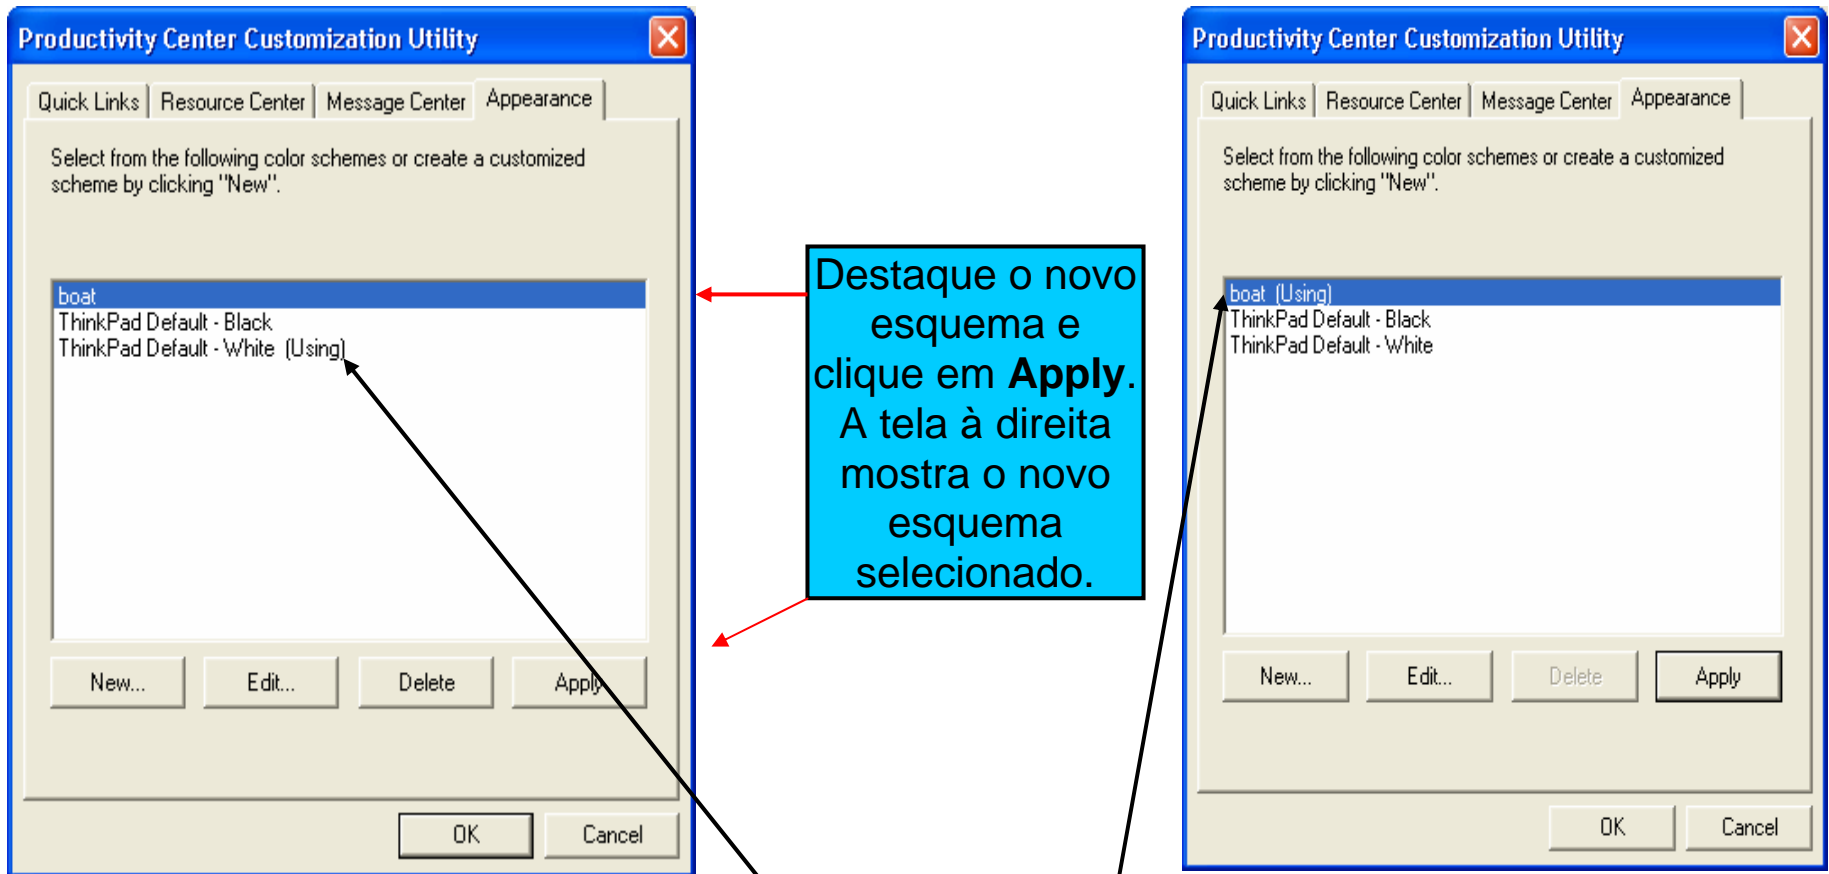 Productivity Center Customization Utility
Quick Links
Resource Center
Message Center
Appearance
Select from the following color schemes or create a customized
scheme by clicking "New".
boat
ThinkPad Default - Black
ThinkPad Default - White (Using)
New...
Edit...
Delete
Apply
OK
Cancel
Destaque o novo
esquema e
clique em Apply.
A tela à direita
mostra o novo
esquema
selecionado.
Productivity Center Customization Utility
Quick Links
Resource Center
Message Center
Appearance
Select from the following color schemes or create a customized
scheme by clicking "New".
boat (Using)
ThinkPad Default - Black
ThinkPad Default - White
New...
Edit...
Delete
Apply
OK
Cancel